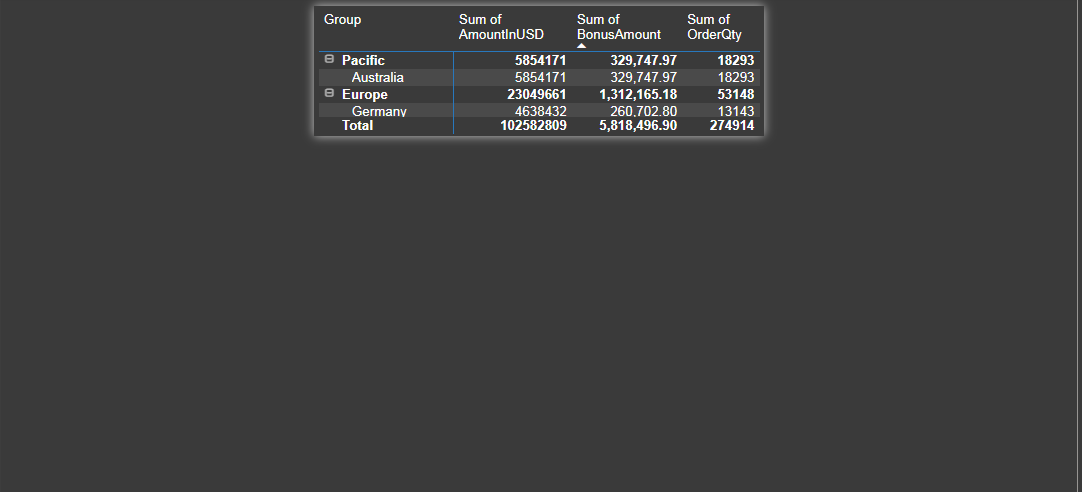 Group Sum of AmountInUSD Sum of BonusAmount Sum of OrderQty
Pacific 5854171 329,747.97 18293
Australia 5854171 329,747.97 18293
Europe 23049661 1,312,165.18 53148
Germany 4638432 260,702.80 13143
Total 102582809 5,818,496.90 274914